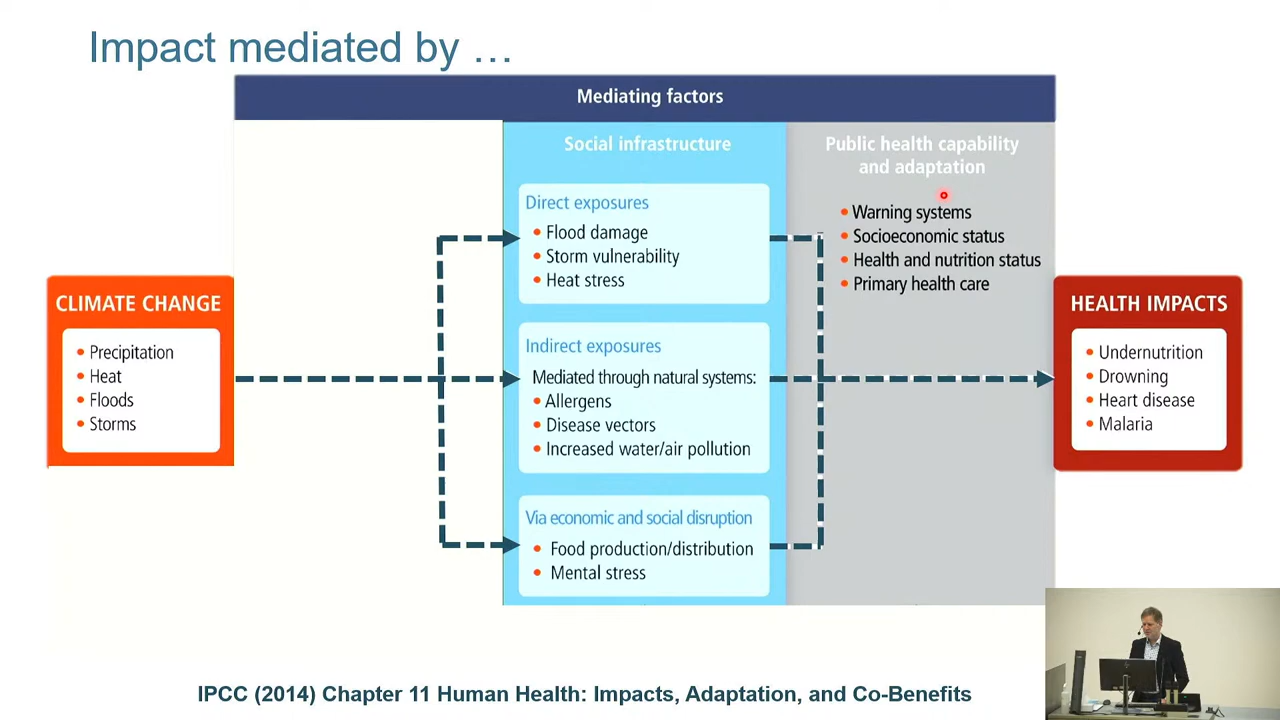 Impact mediated by …
Mediating factors
Social infrastructure
Public health capability
and adaptation
Direct exposures
• Flood damage
• Storm vulnerability
• Heat stress
• Warning systems
• Socioeconomic status
• Health and nutrition status
• Primary health care
CLIMATE CHANGE
• Precipitation
• Heat
• Floods
• Storms
Indirect exposures
Mediated through natural systems:
• Allergens
• Disease vectors
• Increased water/air pollution
Via economic and social disruption
• Food production/distribution
• Mental stress
HEALTH IMPACTS
• Undernutrition
• Drowning
• Heart disease
• Malaria
IPCC (2014) Chapter 11 Human Health: Impacts, Adaptation, and Co-Benefits